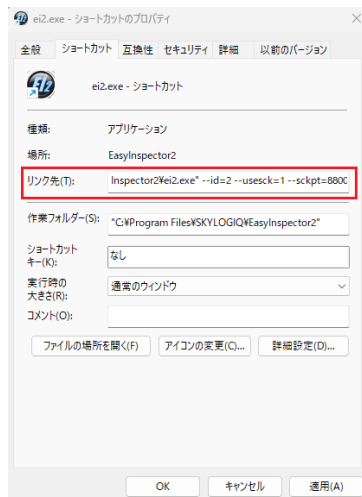 ei2.exe - ショートカットのプロパティ
全般 ショートカット 互換性 セキュリティ 詳細 以前のバージョン
EI2
ei2.exe - ショートカット
種類: アプリケーション
場所: EasyInspector2
リンク先(T): Inspector2¥ei2.exe" --id=2 --usesck=1 --sckpt=8800
作業フォルダー(S): "C:¥Program Files¥SKYLOGIQ¥EasyInspector2"
ショートカット
キー(K): なし
実行時の
大きさ(R): 通常のウィンドウ
コメント(O):
ファイルの場所を開く(F) アイコンの変更(C)... 詳細設定(D)...
OK キャンセル 適用(A)